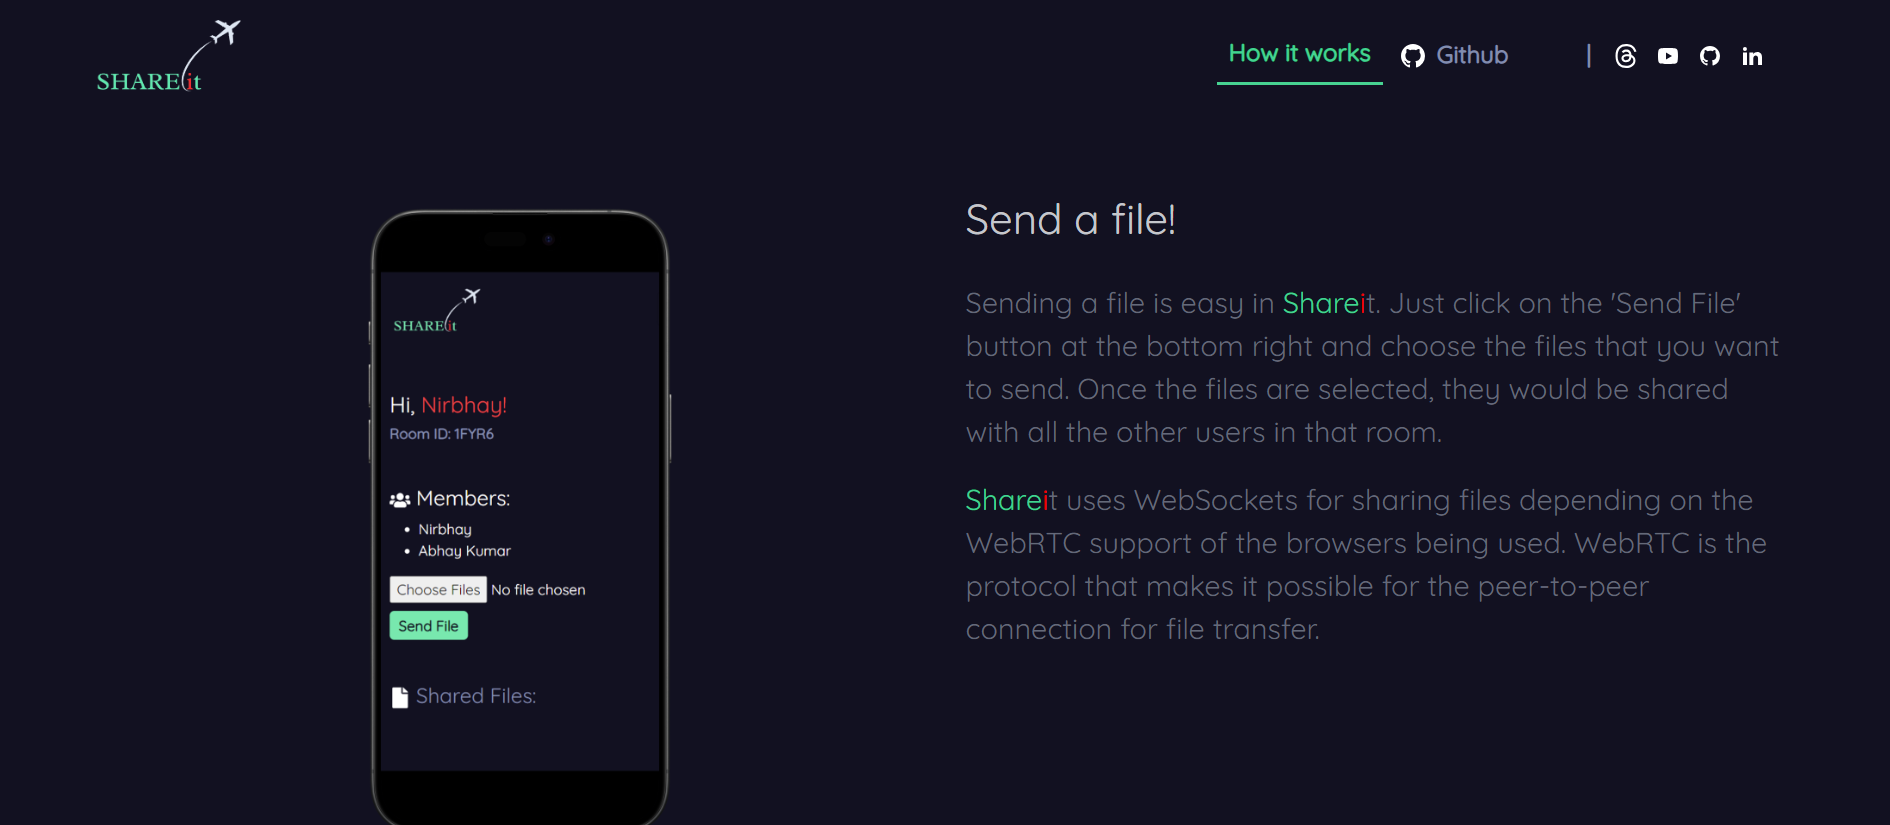 SHAREit
How it works
Github
|
Send a file!
Sending a file is easy in Shareit. Just click on the 'Send File'
button at the bottom right and choose the files that you want
to send. Once the files are selected, they would be shared
with all the other users in that room.
Shareit uses WebSockets for sharing files depending on the
WebRTC support of the browsers being used. WebRTC is the
protocol that makes it possible for the peer-to-peer
connection for file transfer.
SHAREit
Hi, Nirbhay!
Room ID: 1FYR6
Members:
• Nirbhay
• Abhay Kumar
Choose Files No file chosen
Send File
Shared Files: